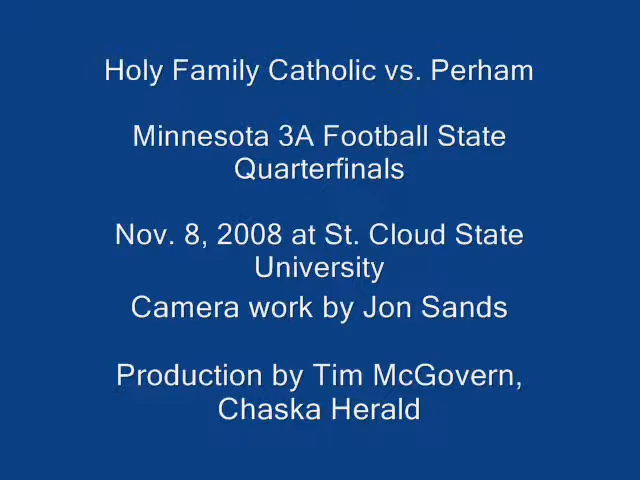 Holy Family Catholic vs. Perham
Minnesota 3A Football State
Quarterfinals
Nov. 8, 2008 at St. Cloud State
University
Camera work by Jon Sands
Production by Tim McGovern,
Chaska Herald